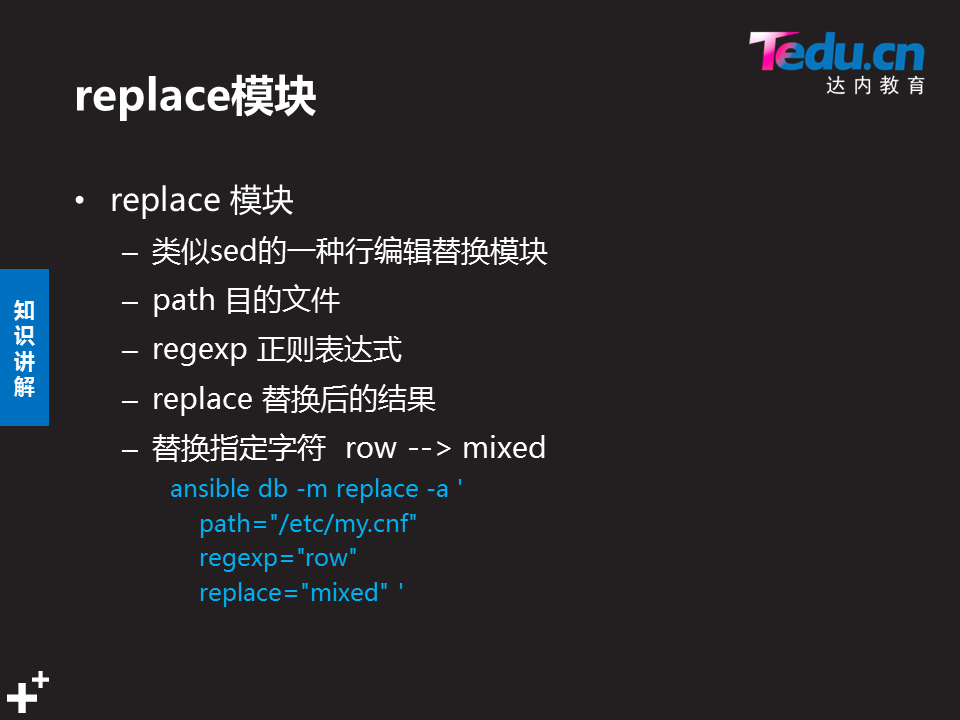 Tedu.cn
达内教育
replace模块
• replace 模块
– 类似sed的一种行编辑替换模块
– path 目的文件
– regexp 正则表达式
– replace 替换后的结果
– 替换指定字符  row --> mixed
ansible db -m replace -a '
path="/etc/my.cnf"
regexp="row"
replace="mixed" '
知
识
讲
解